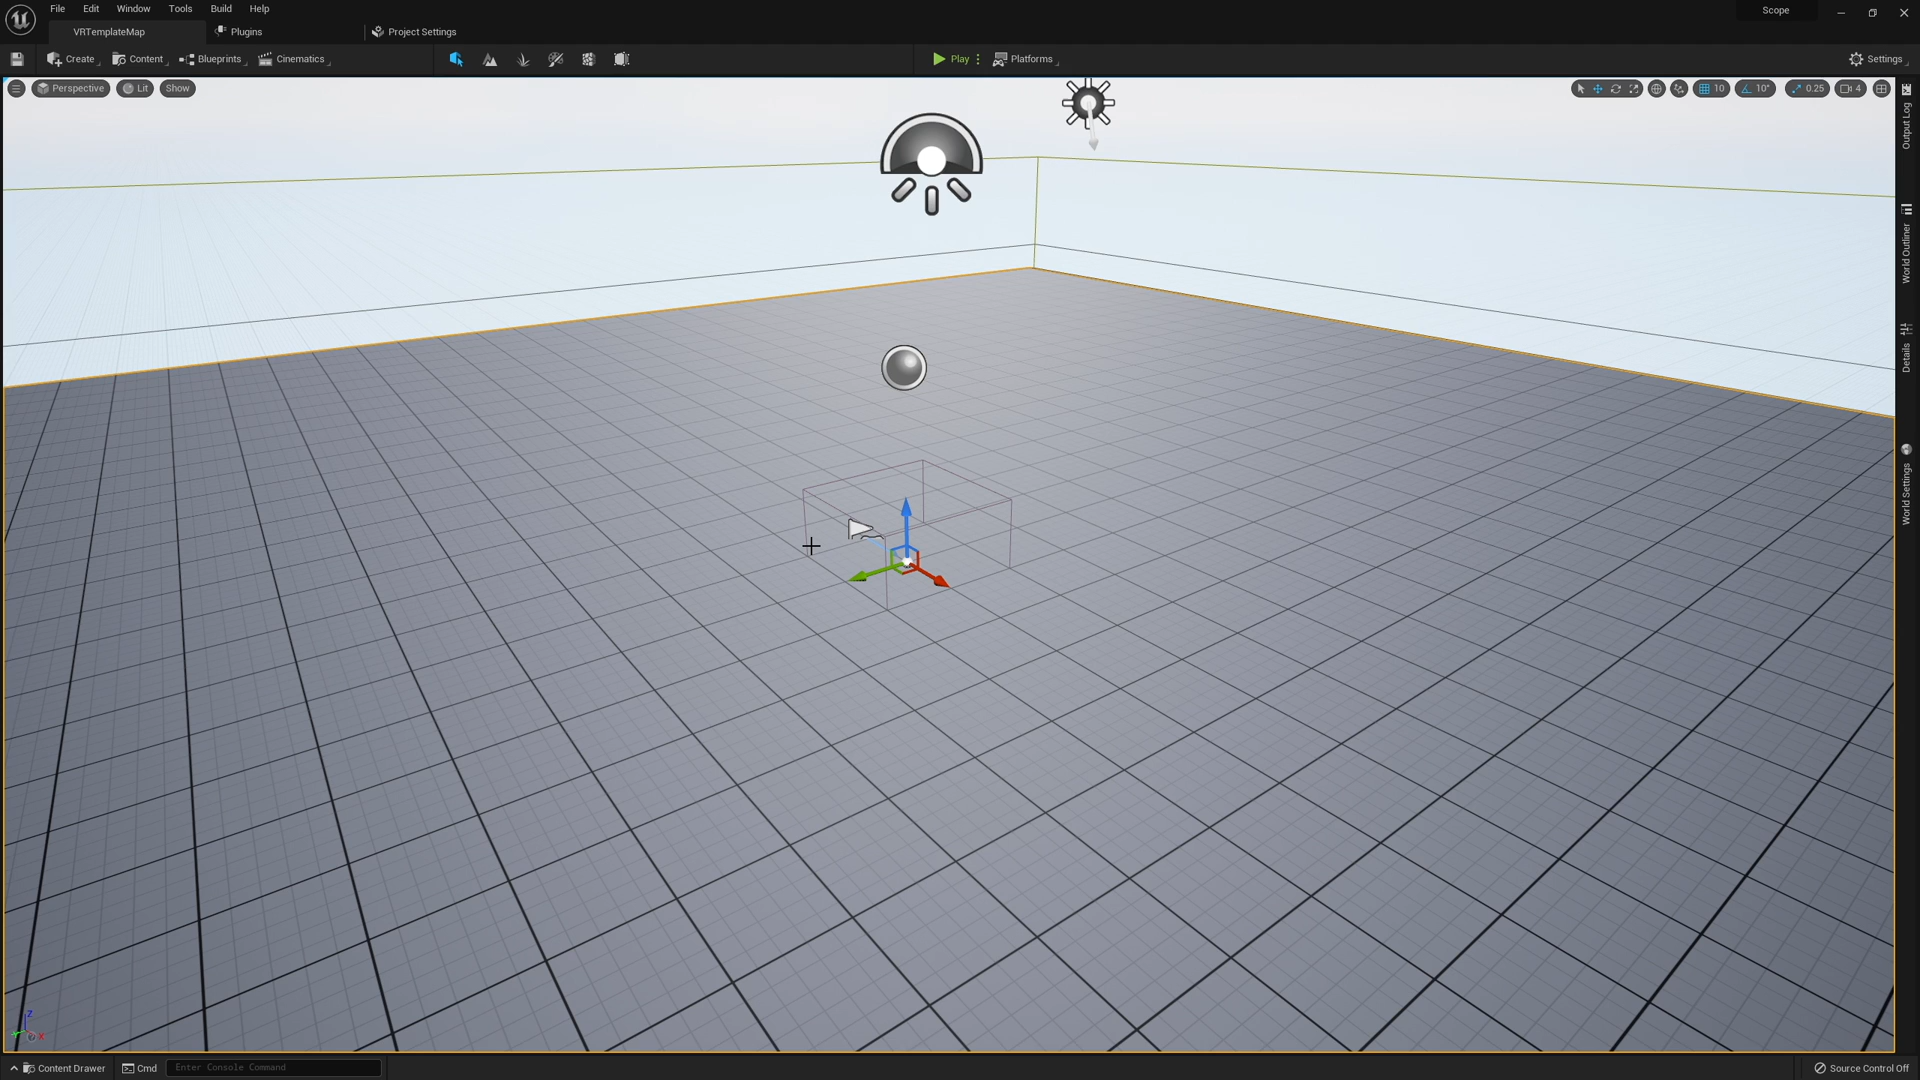 File Edit Window Tools Build Help
Scope
VRTemplateMap
Plugins
Project Settings
Create Content Blueprints Cinematics
Play Platforms
Settings
Perspective Lit Show
10 10° 0.25 4
Output Log
World Outliner
Details
World Settings
Z
X
Content Drawer Cmd Enter Console Command
Source Control Off